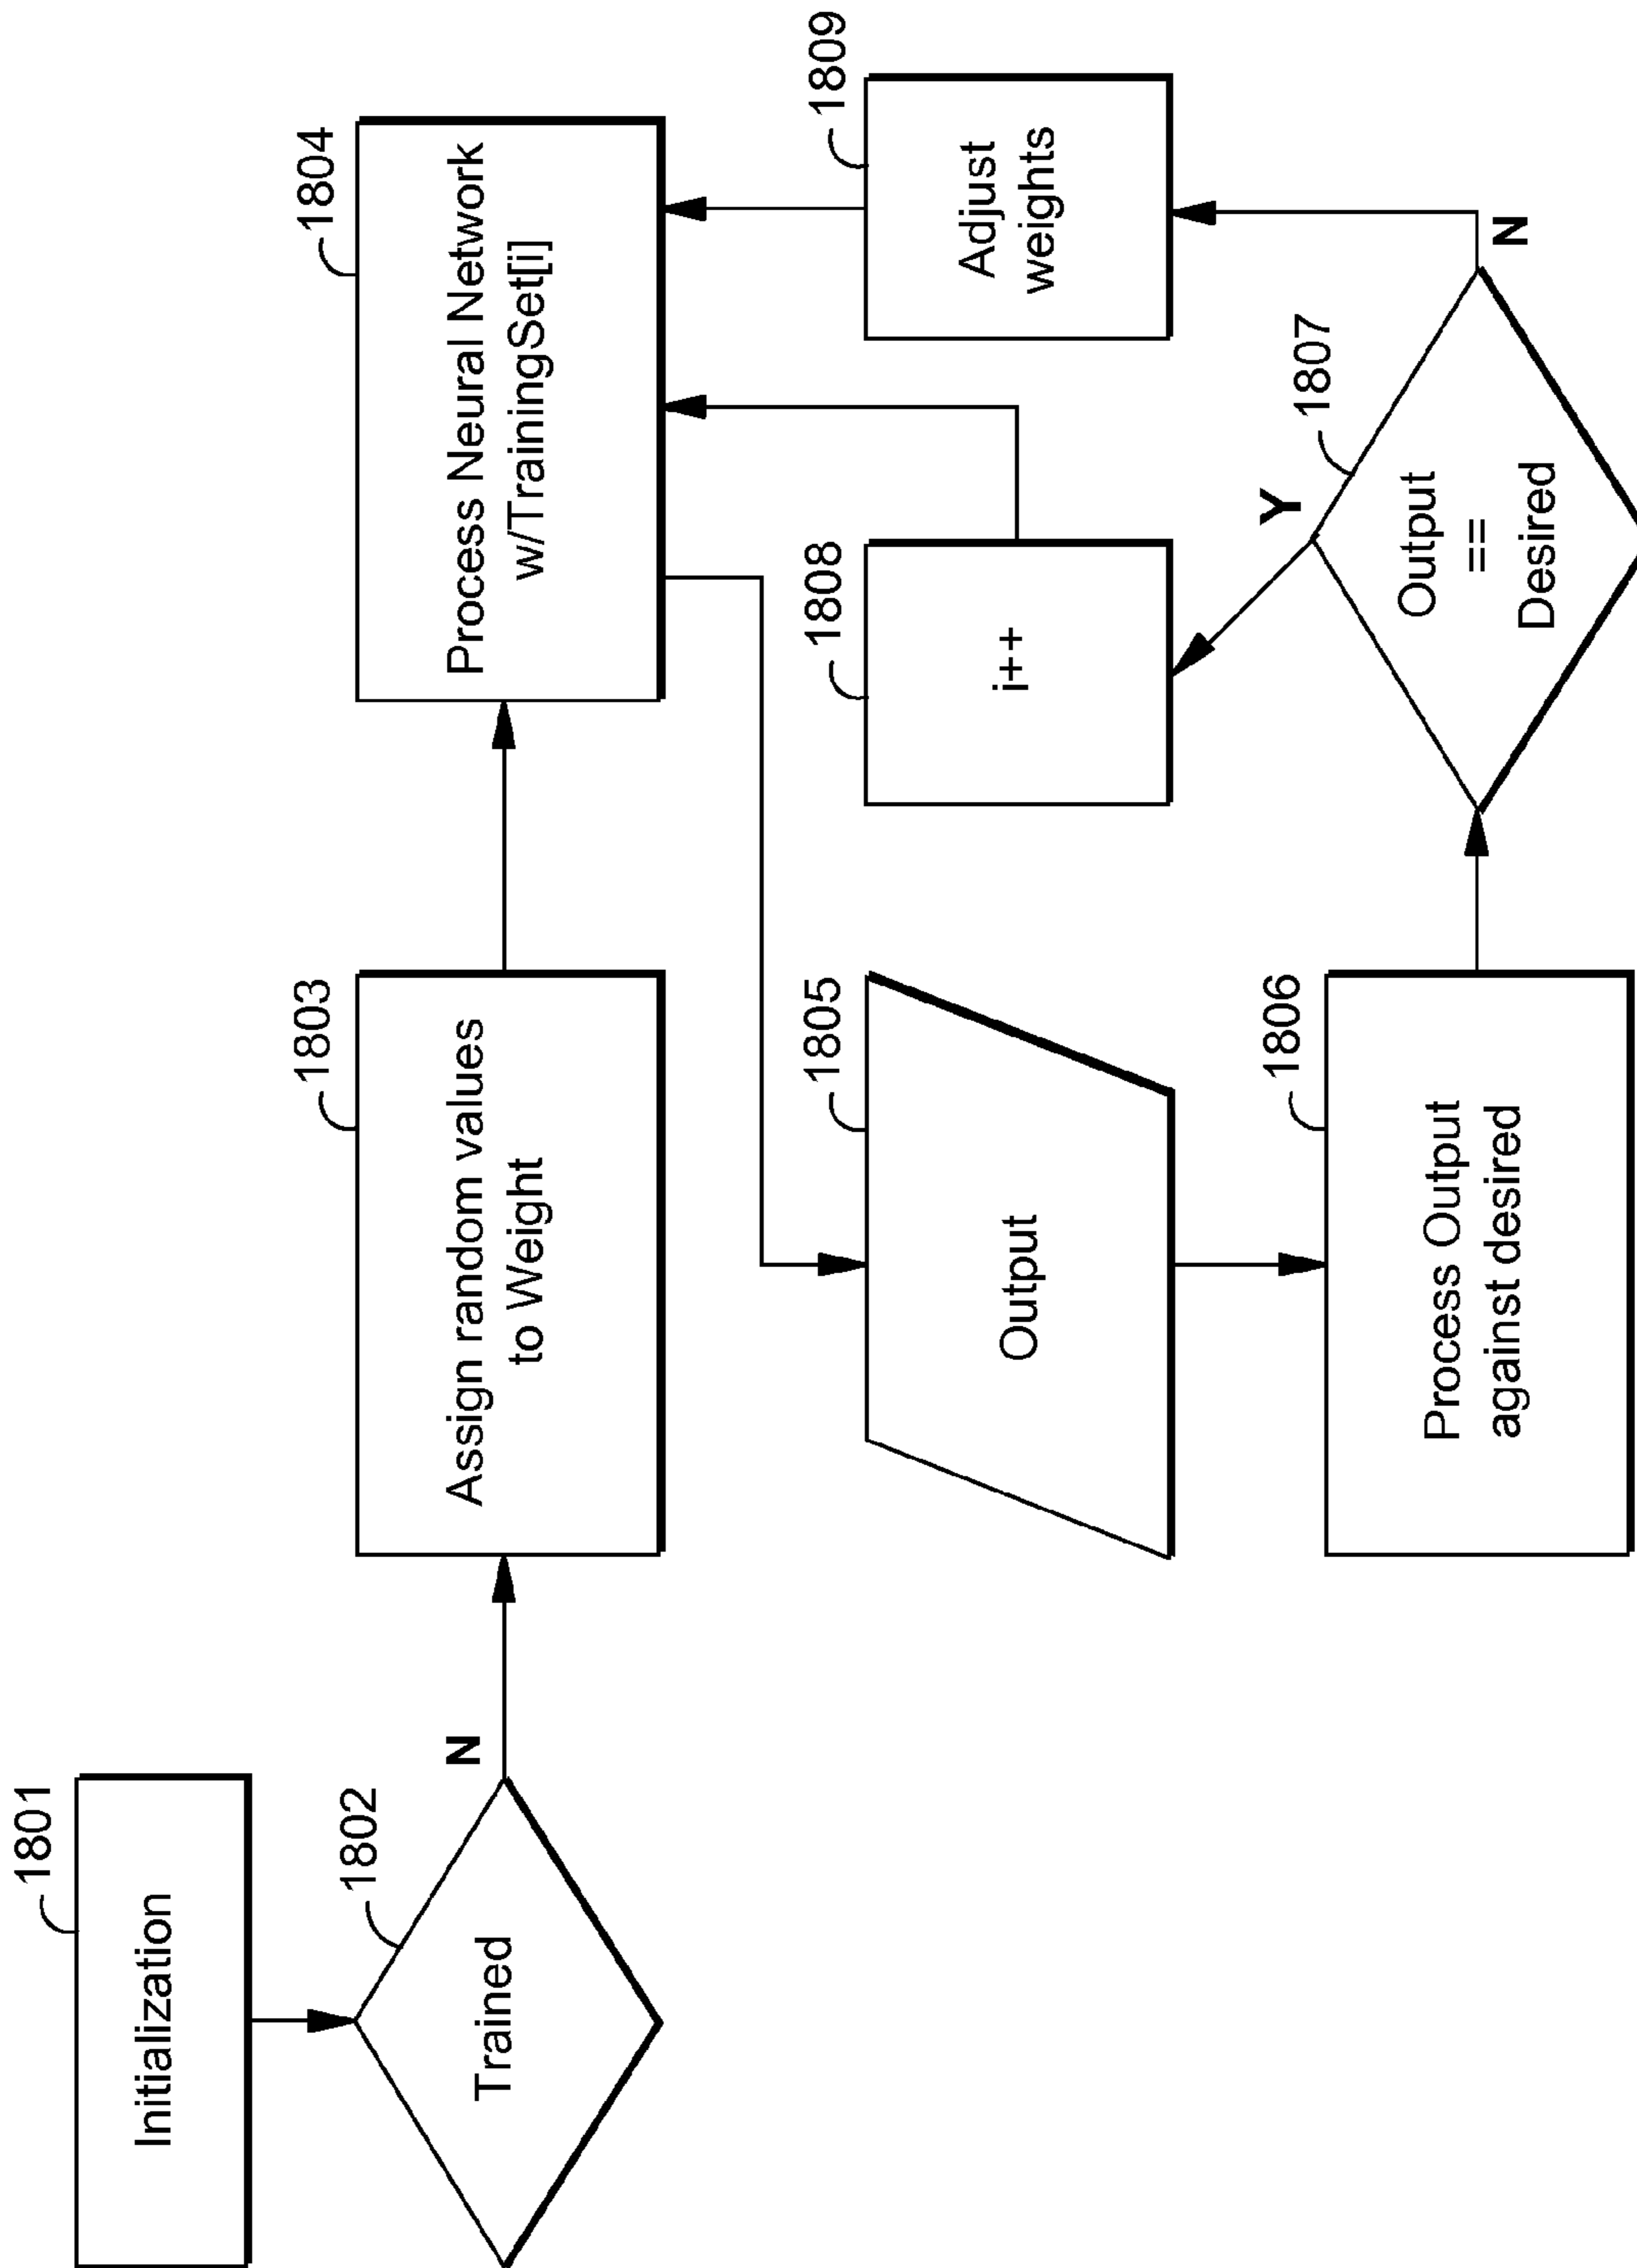 1801
Initialization
1802
Trained
N
1803
Assign random values
to Weight
1804
Process Neural Network
w/TrainingSet[i]
1805
Output
1806
Process Output
against desired
1807
Output
==
Desired
Y
N
1808
i++
1809
Adjust
weights